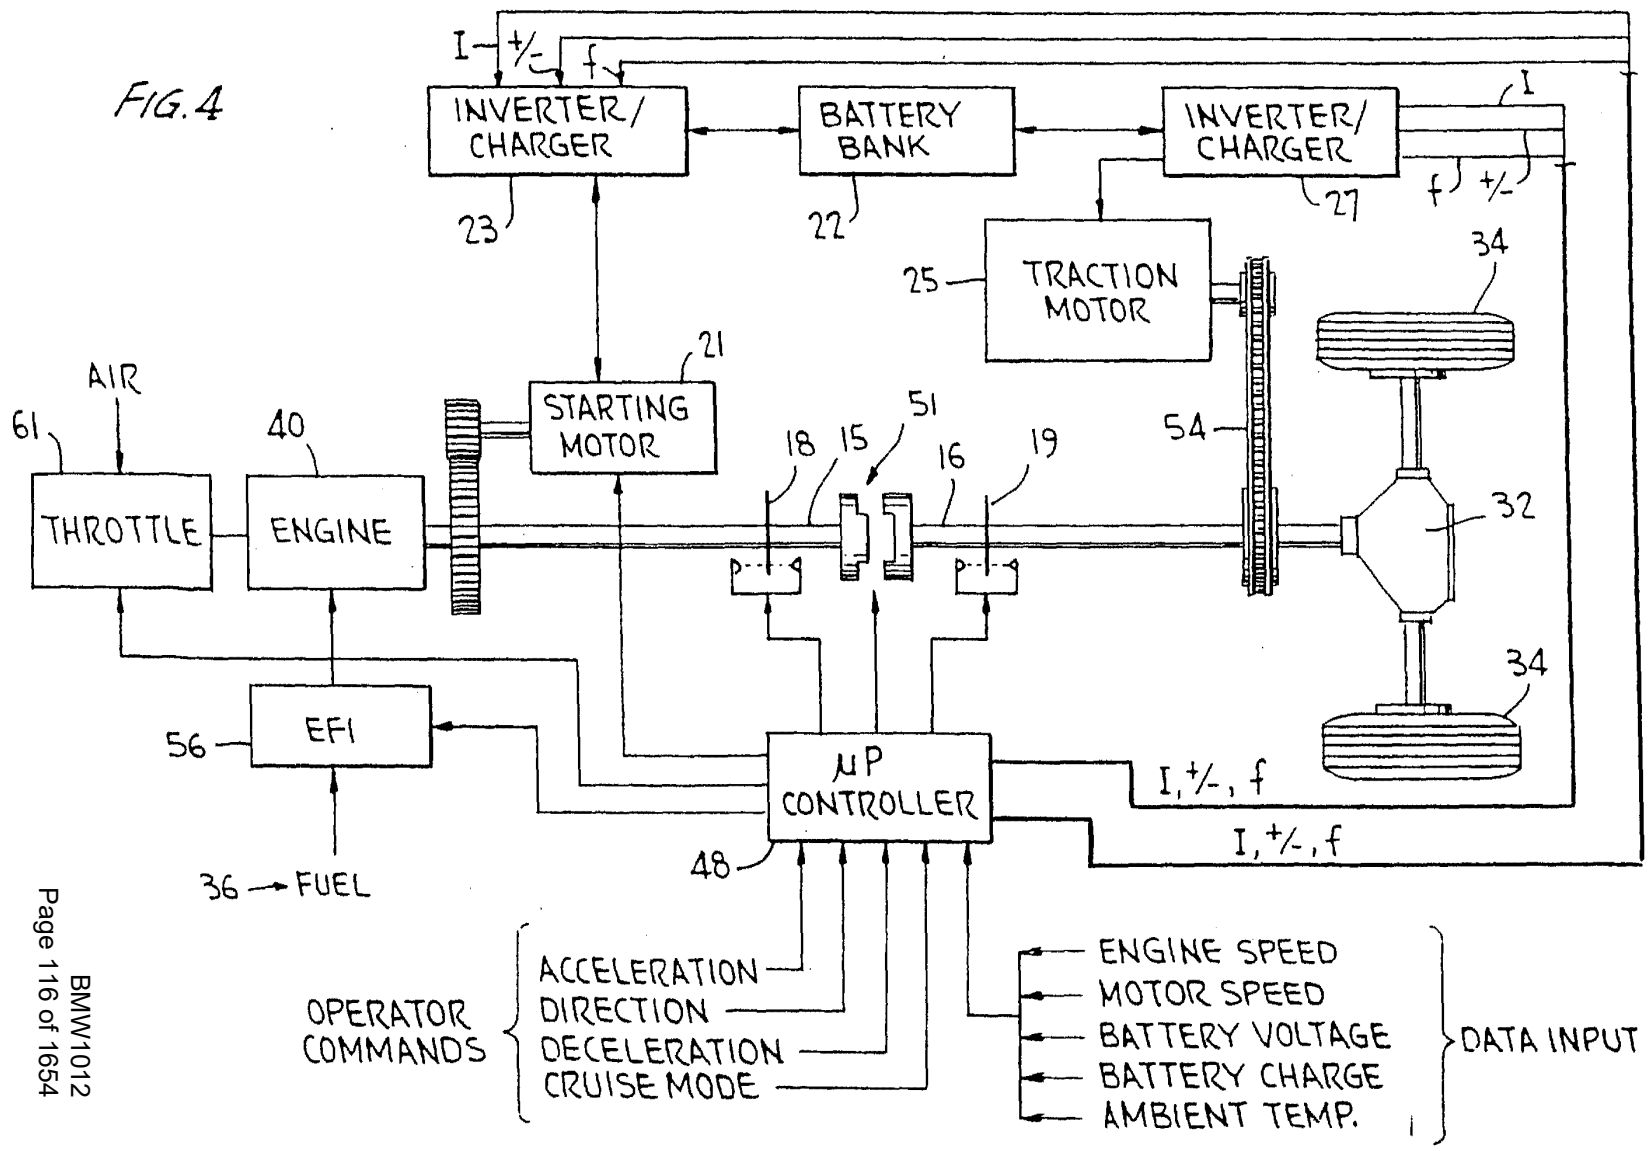 FIG. 4
I
+/-
f
INVERTER/
CHARGER
23
BATTERY
BANK
22
INVERTER/
CHARGER
27
I
f
+/-
34
25
TRACTION
MOTOR
21
STARTING
MOTOR
AIR
61
THROTTLE
40
ENGINE
18
15
51
16
19
54
32
34
56
EFI
36 → FUEL
µP
CONTROLLER
48
I, +/-, f
I, +/-, f
OPERATOR
COMMANDS
ACCELERATION
DIRECTION
DECELERATION
CRUISE MODE
ENGINE SPEED
MOTOR SPEED
BATTERY VOLTAGE
BATTERY CHARGE
AMBIENT TEMP.
DATA INPUT
BMW1012
Page 116 of 1654